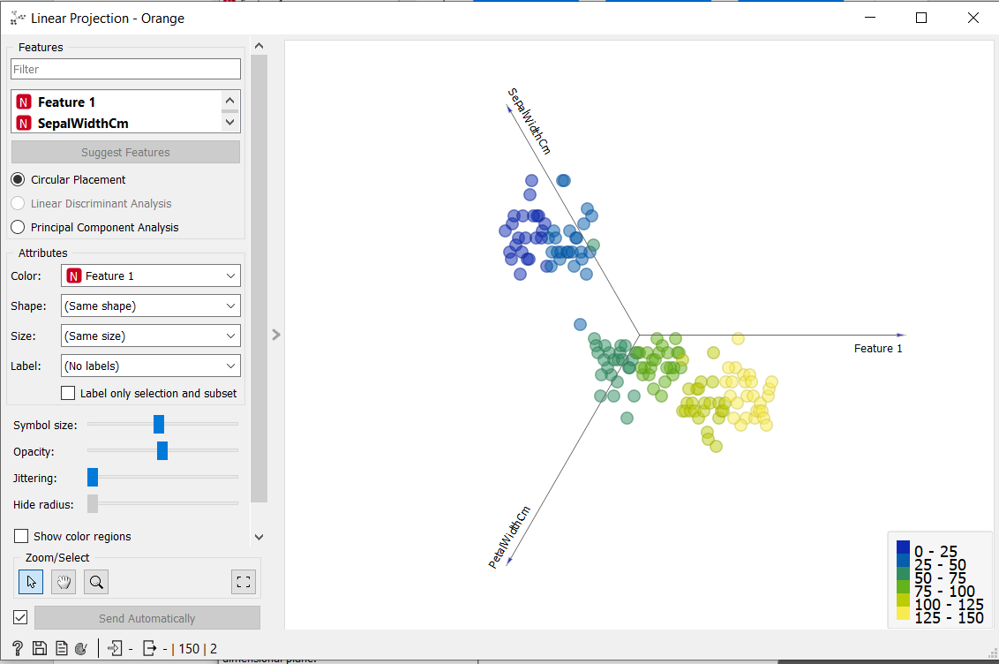 Linear Projection - Orange
Features
Filter
N Feature 1
N SepalWidthCm
Suggest Features
Circular Placement
Linear Discriminant Analysis
Principal Component Analysis
Attributes
Color: N Feature 1
Shape: (Same shape)
Size: (Same size)
Label: (No labels)
Label only selection and subset
Symbol size:
Opacity:
Jittering:
Hide radius:
Show color regions
Zoom/Select
Send Automatically
? - - | 150 | 2
SepalWidthCm
Feature 1
PetalWidthCm
0 - 25
25 - 50
50 - 75
75 - 100
100 - 125
125 - 150
dimensional plane.